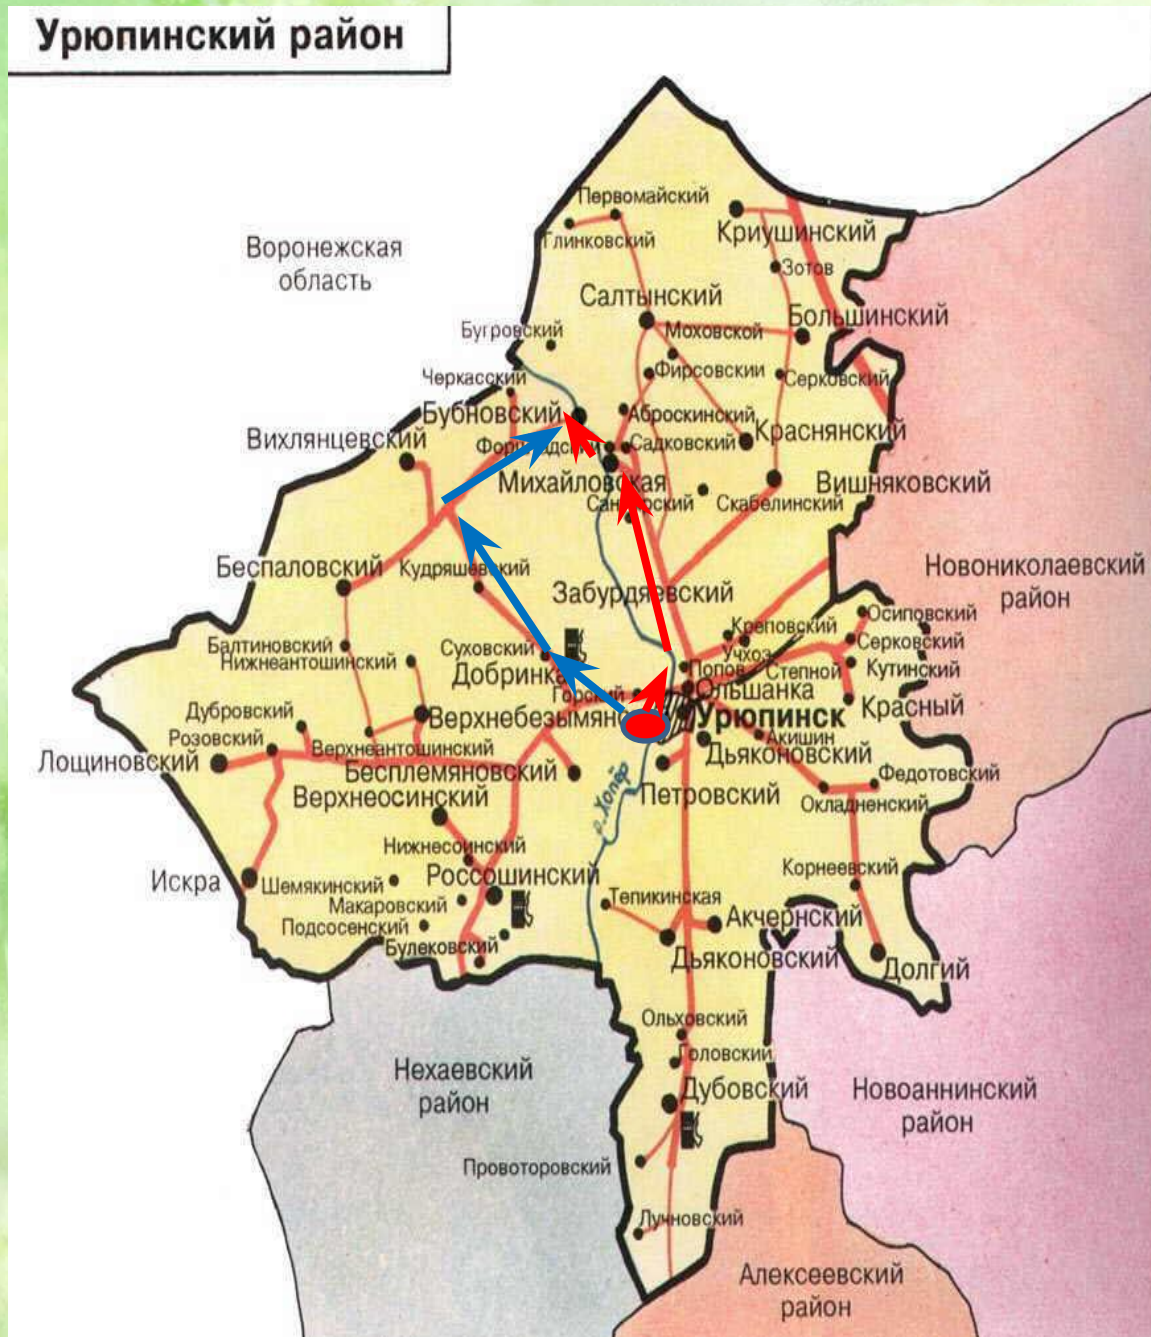 Урюпинский район
Первомайский
Глинковский
Криушинский
Воронежская
область
Зотов
Салтынский
Большинский
Бугровский
Моховской
Фирсовский
Серковский
Черкасский
Бубновский
Аброскинский
Вихлянцевский
Садковский
Краснянский
Михайловская
Вишняковский
Скабелинский
Беспаловский
Кудряшевский
Забурдяевский
Новониколаевский
район
Осиповский
Креповский
Серковский
Учхоз
Балтиновский
Нижнеантошинский
Суховский
Добринка
Попов
Степной
Кутинский
Горский
Ольшанка
Красный
Дубровский
Урюпинск
Розовский
Верхнеантошинский
Акишин
Дьяконовский
Лощиновский
Бесплемяновский
Федотовский
Верхнеосинский
р. Хопёр
Петровский
Окладненский
Нижнесоинский
Корнеевский
Искра
Шемякинский
Россошинский
Макаровский
Тепикинская
Подсосенский
Акчернский
Булековский
Дьяконовский
Долгий
Ольховский
Головский
Нехаевский
район
Дубовский
Новоаннинский
район
Провоторовский
Лучновский
Алексеевский
район